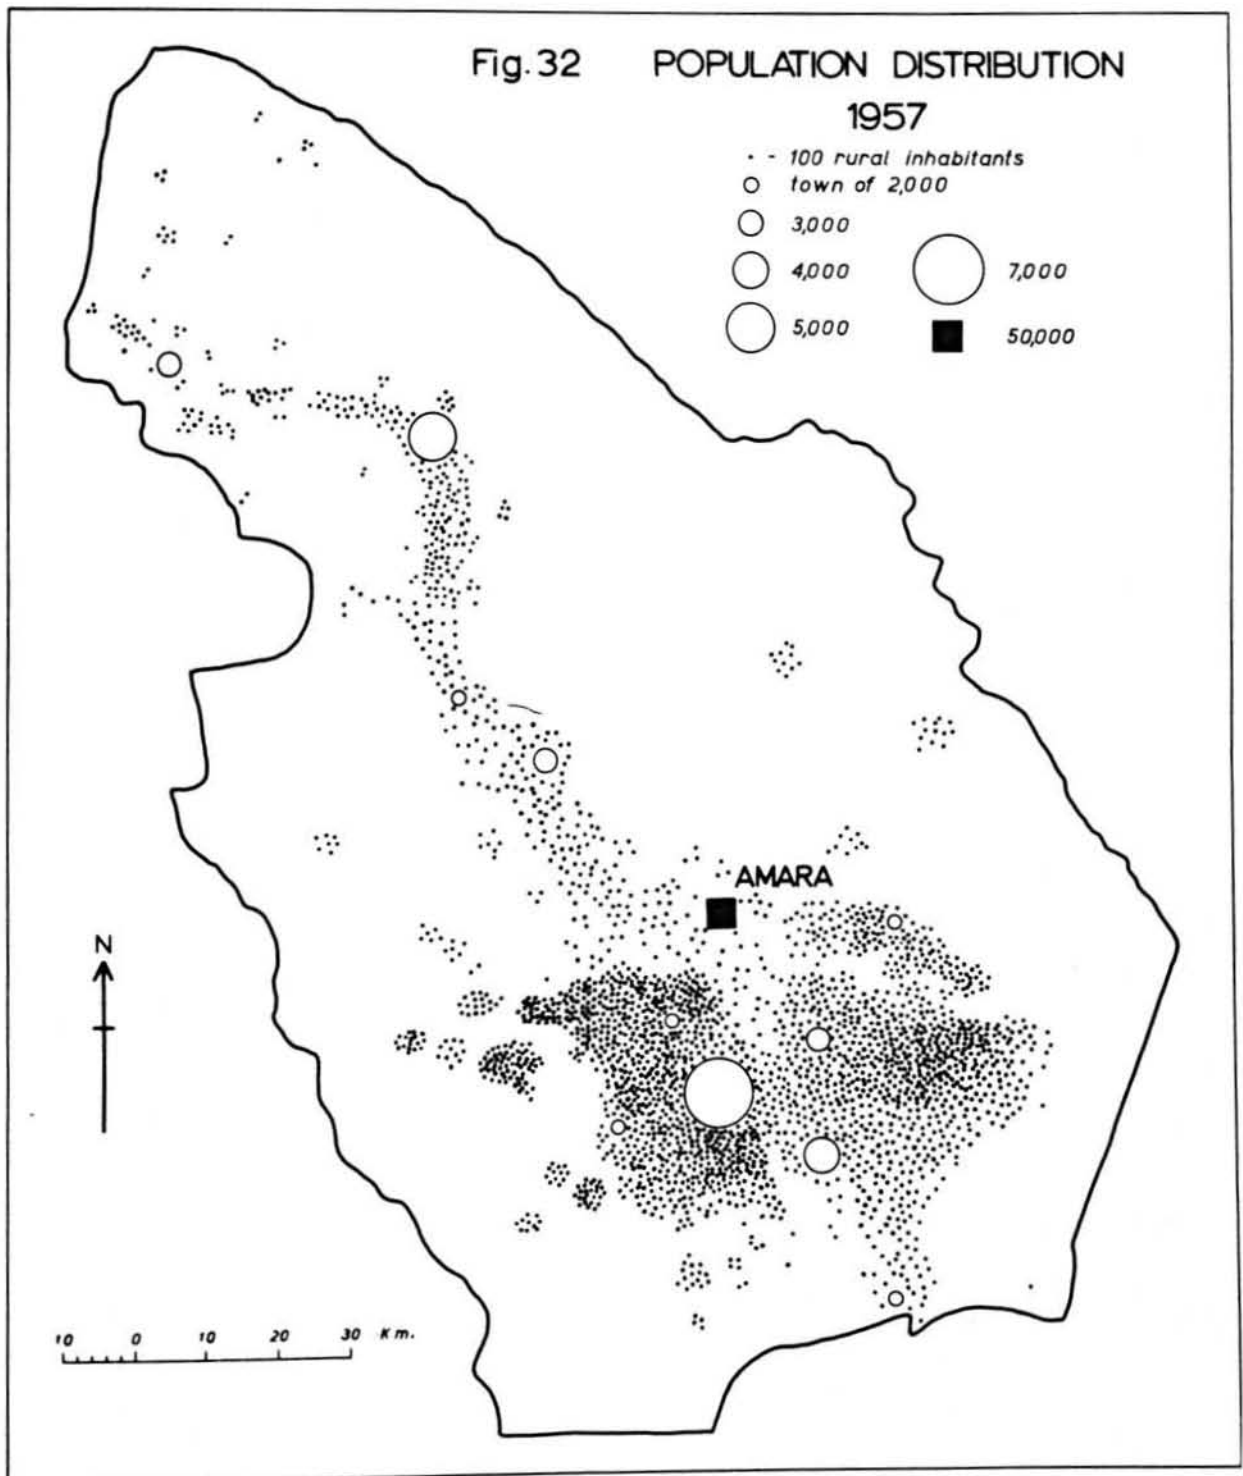 Fig. 32 POPULATION DISTRIBUTION
1957
100 rural inhabitants
town of 2,000
3,000
4,000
7,000
5,000
50,000
AMARA
N
10 0 10 20 30 Km.